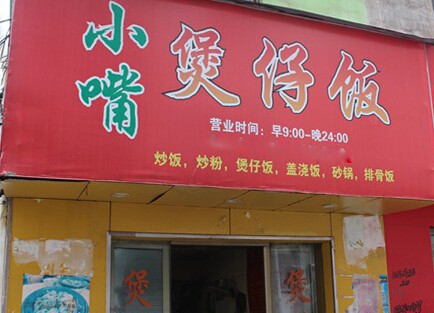 小嘴
煲仔饭
营业时间：早9:00-晚24:00
炒饭，炒粉，煲仔饭，盖浇饭，砂锅，排骨饭
煲
煲